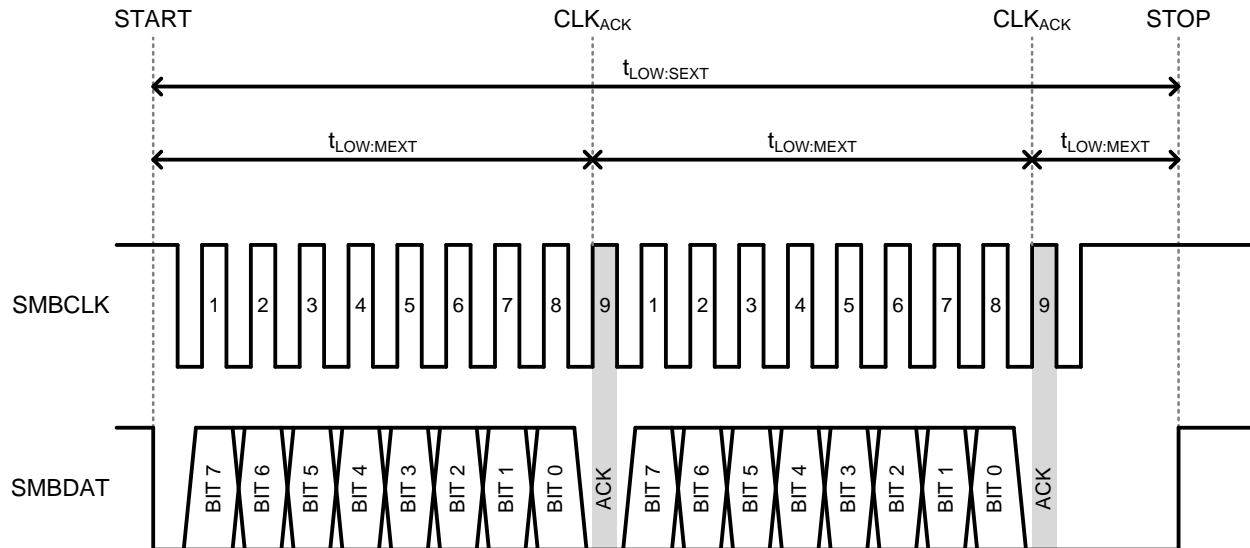 START CLKACK CLKACK STOP
tLOW:SEXT
tLOW:MEXT tLOW:MEXT tLOW:MEXT
SMBCLK 1 2 3 4 5 6 7 8 9 1 2 3 4 5 6 7 8 9
SMBDAT BIT 7 BIT 6 BIT 5 BIT 4 BIT 3 BIT 2 BIT 1 BIT 0 ACK BIT 7 BIT 6 BIT 5 BIT 4 BIT 3 BIT 2 BIT 1 BIT 0 ACK